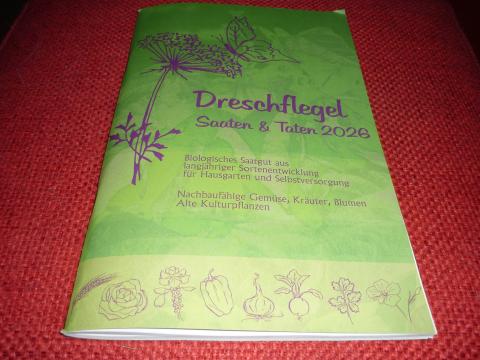 Dreschflegel
Saaten & Taten 2026
Biologisches Saatgut aus
langjähriger Sortenentwicklung
für Hausgarten und Selbstversorgung
Nachbaufähige Gemüse, Kräuter, Blumen
Alte Kulturpflanzen